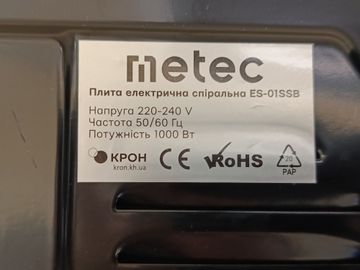 metec
Плита електрична спіральна ES-01SSB
Напруга 220-240 V
Частота 50/60 Гц
Потужність 1000 Вт
КРОН
kron.kh.ua
CE
RoHS
20
PAP